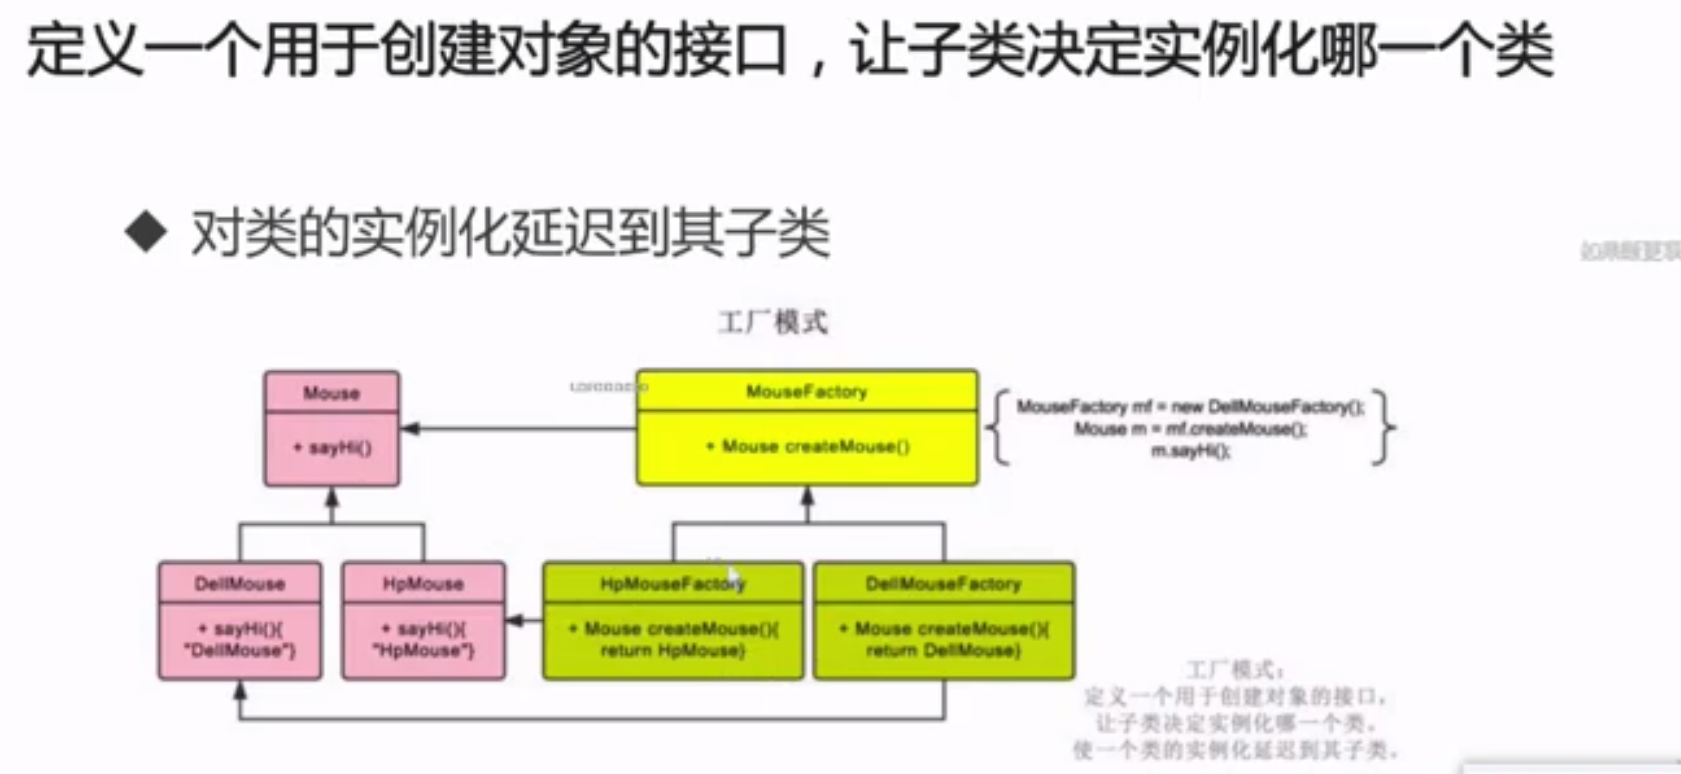 定义一个用于创建对象的接口，让子类决定实例化哪一个类
◆ 对类的实例化延迟到其子类
工厂模式
Mouse
+ sayHi()
MouseFactory
+ Mouse createMouse()
MouseFactory mf = new DellMouseFactory();
Mouse m = mf.createMouse();
m.sayHi();
DellMouse
+ sayHi(){
"DellMouse"}
HpMouse
+ sayHi(){
"HpMouse"}
HpMouseFactory
+ Mouse createMouse(){
return HpMouse}
DellMouseFactory
+ Mouse createMouse(){
return DellMouse}
工厂模式：
定义一个用于创建对象的接口，
让子类决定实例化哪一个类。
使一个类的实例化延迟到其子类。